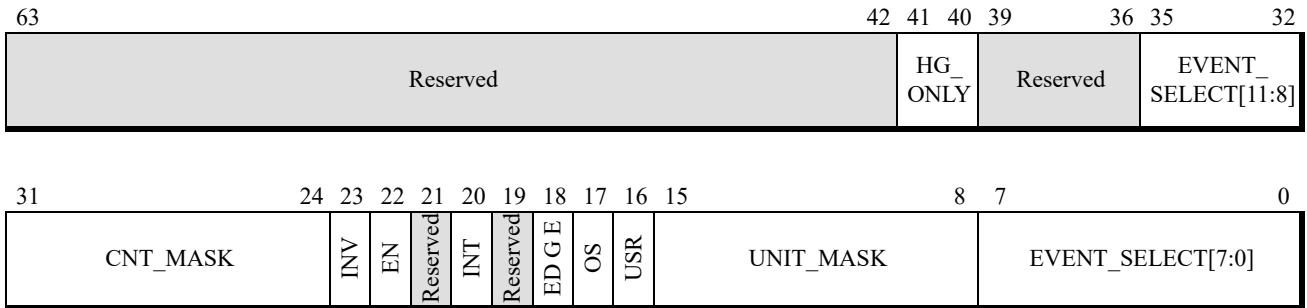 63 42 41 40 39 36 35 32
Reserved HG_ Reserved EVENT_
ONLY SELECT[11:8]
31 24 23 22 21 20 19 18 17 16 15 8 7 0
CNT_MASK INV EN Reserved INT Reserved EDGE OS USR UNIT_MASK EVENT_SELECT[7:0]